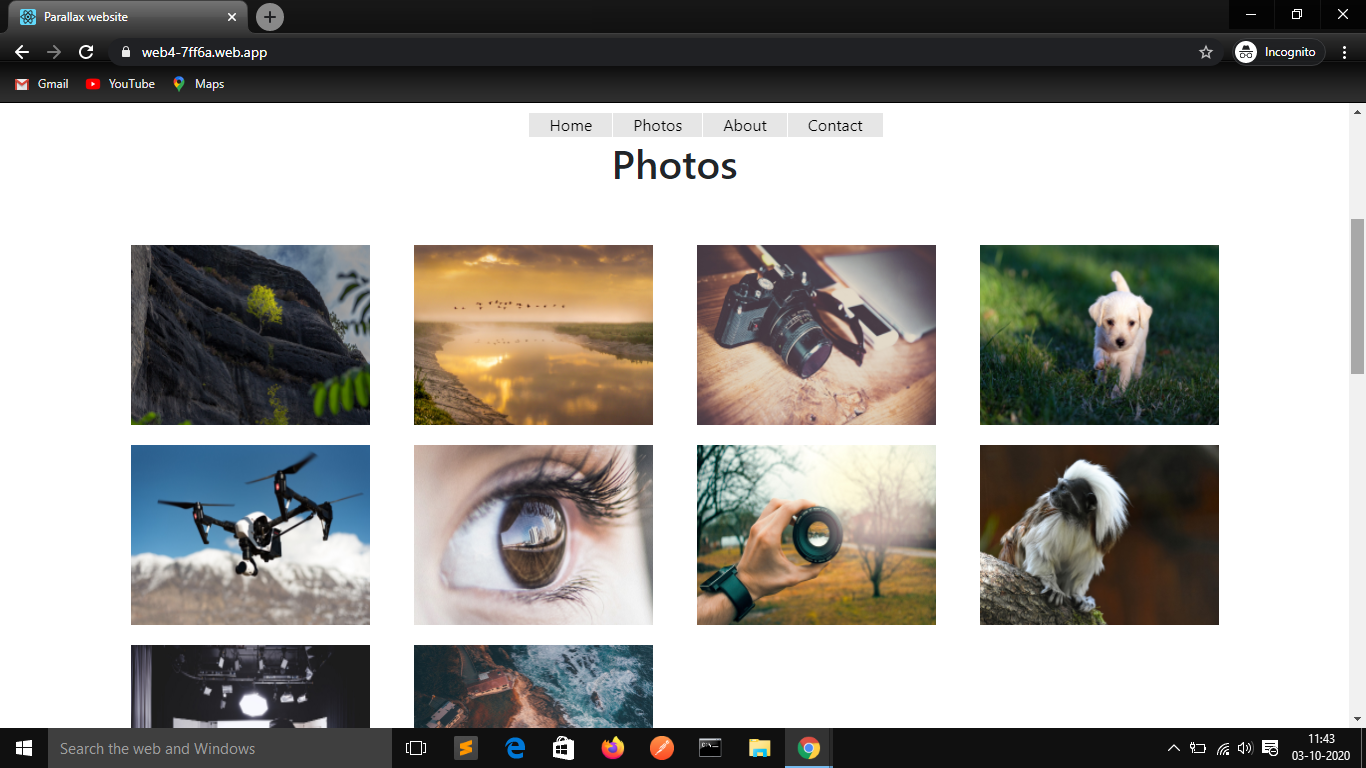 Parallax website
web4-7ff6a.web.app
Incognito
Gmail YouTube Maps
Home Photos About Contact
Photos
Search the web and Windows
11:43
03-10-2020